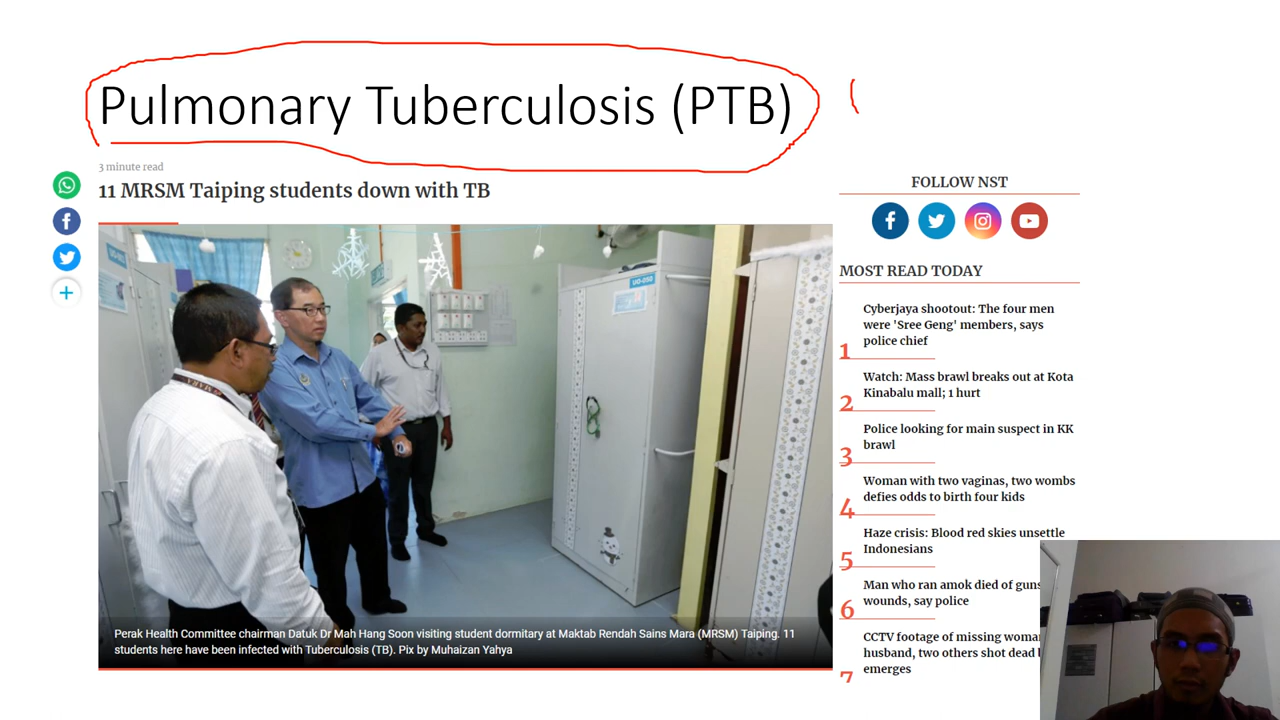 Pulmonary Tuberculosis (PTB)
3 minute read
11 MRSM Taiping students down with TB
Perak Health Committee chairman Datuk Dr Mah Hang Soon visiting student dormitary at Maktab Rendah Sains Mara (MRSM) Taiping. 11
students here have been infected with Tuberculosis (TB). Pix by Muhaizan Yahya
FOLLOW NST
MOST READ TODAY
1
Cyberjaya shootout: The four men
were 'Sree Geng' members, says
police chief
2
Watch: Mass brawl breaks out at Kota
Kinabalu mall; 1 hurt
3
Police looking for main suspect in KK
brawl
4
Woman with two vaginas, two wombs
defies odds to birth four kids
5
Haze crisis: Blood red skies unsettle
Indonesians
6
Man who ran amok died of
wounds, say police
7
CCTV footage of missing
husband, two others shot dead
emerges